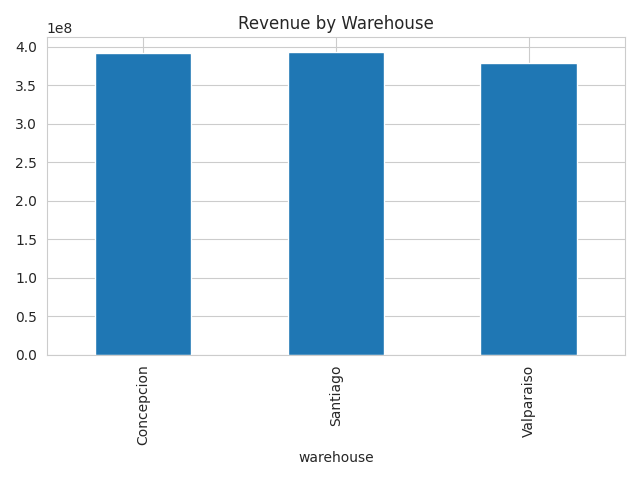 Revenue by Warehouse
1e8
4.0
3.5
3.0
2.5
2.0
1.5
1.0
0.5
0.0
Concepcion
Santiago
Valparaiso
warehouse